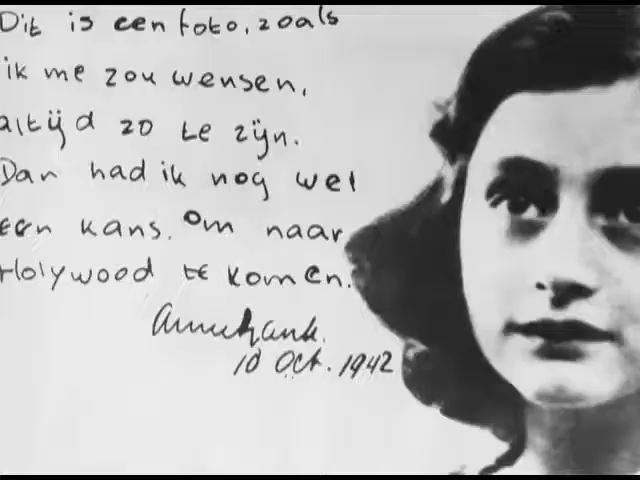 Dit is een foto, zoals
ik me zou wensen,
altijd zo te zijn.
Dan had ik nog wel
een kans om naar
Holywood te komen.
Annefrank.
10 Oct. 1942